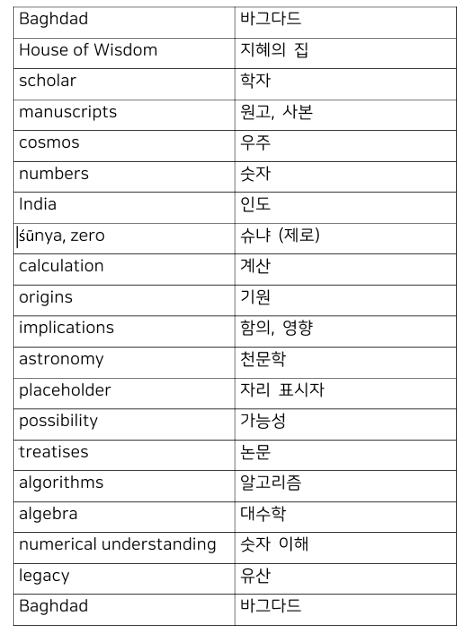 Baghdad 바그다드
House of Wisdom 지혜의 집
scholar 학자
manuscripts 원고, 사본
cosmos 우주
numbers 숫자
India 인도
śūnya, zero 슈냐 (제로)
calculation 계산
origins 기원
implications 함의, 영향
astronomy 천문학
placeholder 자리 표시자
possibility 가능성
treatises 논문
algorithms 알고리즘
algebra 대수학
numerical understanding 숫자 이해
legacy 유산
Baghdad 바그다드